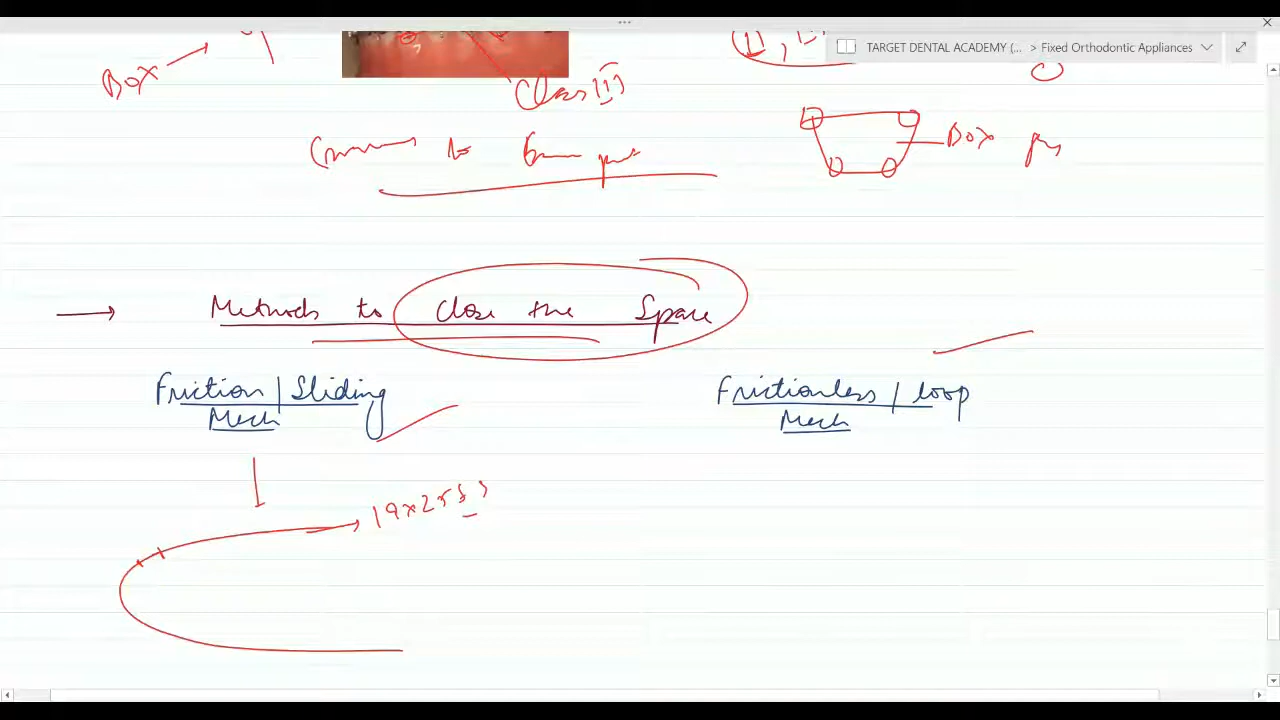 TARGET DENTAL ACADEMY (... > Fixed Orthodontic Appliances
Box
Class III
to
Box
Methods to close the Space
Friction / Sliding
Mech
Frictionless / loop
Mech
19x25 SS